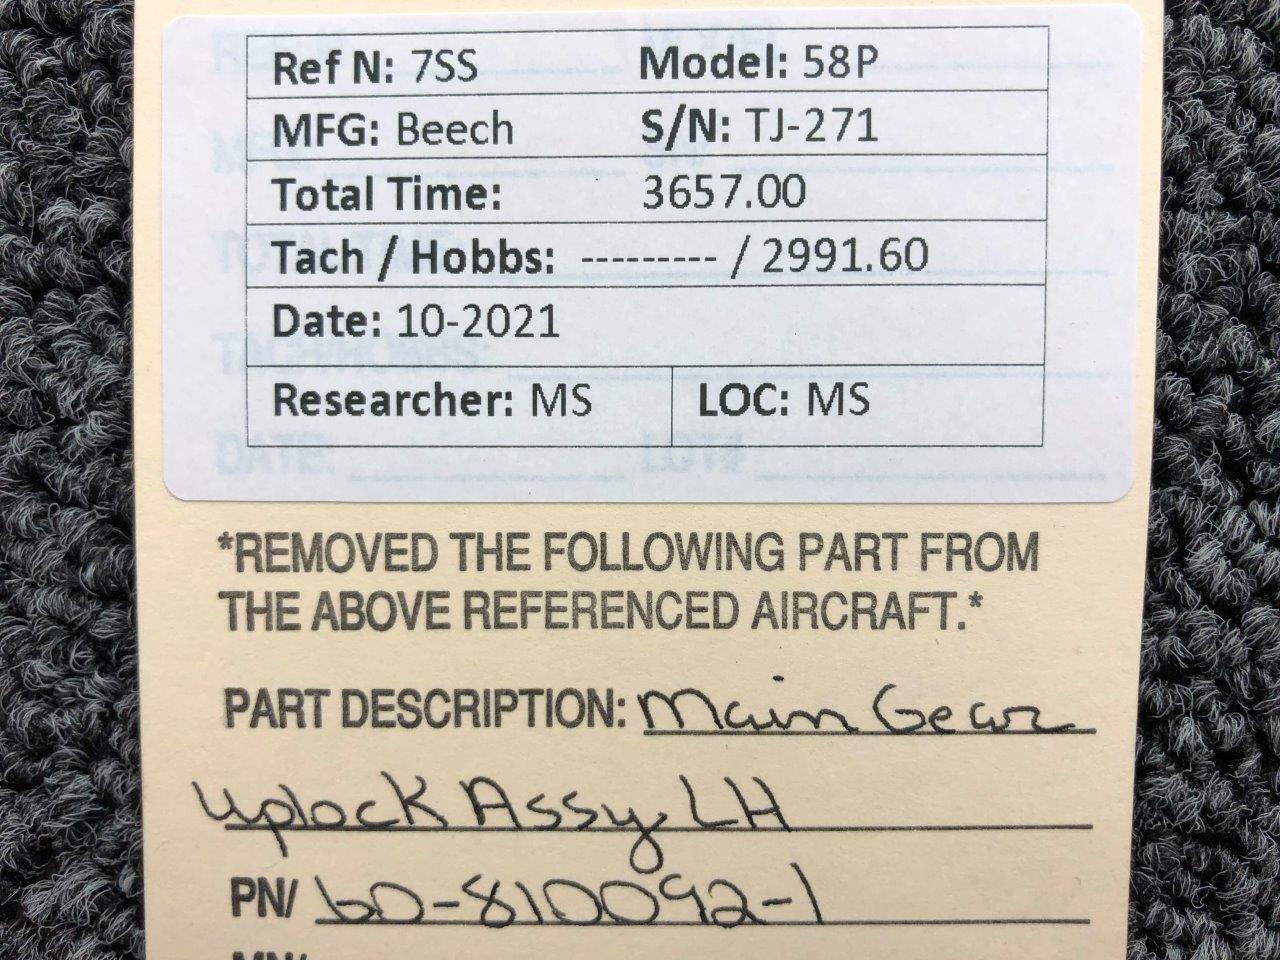 Ref N: 7SS Model: 58P
MFG: Beech S/N: TJ-271
Total Time: 3657.00
Tach / Hobbs: --------- / 2991.60
Date: 10-2021
Researcher: MS LOC: MS
DATE: LOT#
*REMOVED THE FOLLOWING PART FROM
THE ABOVE REFERENCED AIRCRAFT.*
PART DESCRIPTION: Main Gear
Uplock Assy LH
PN/ 60-810092-1